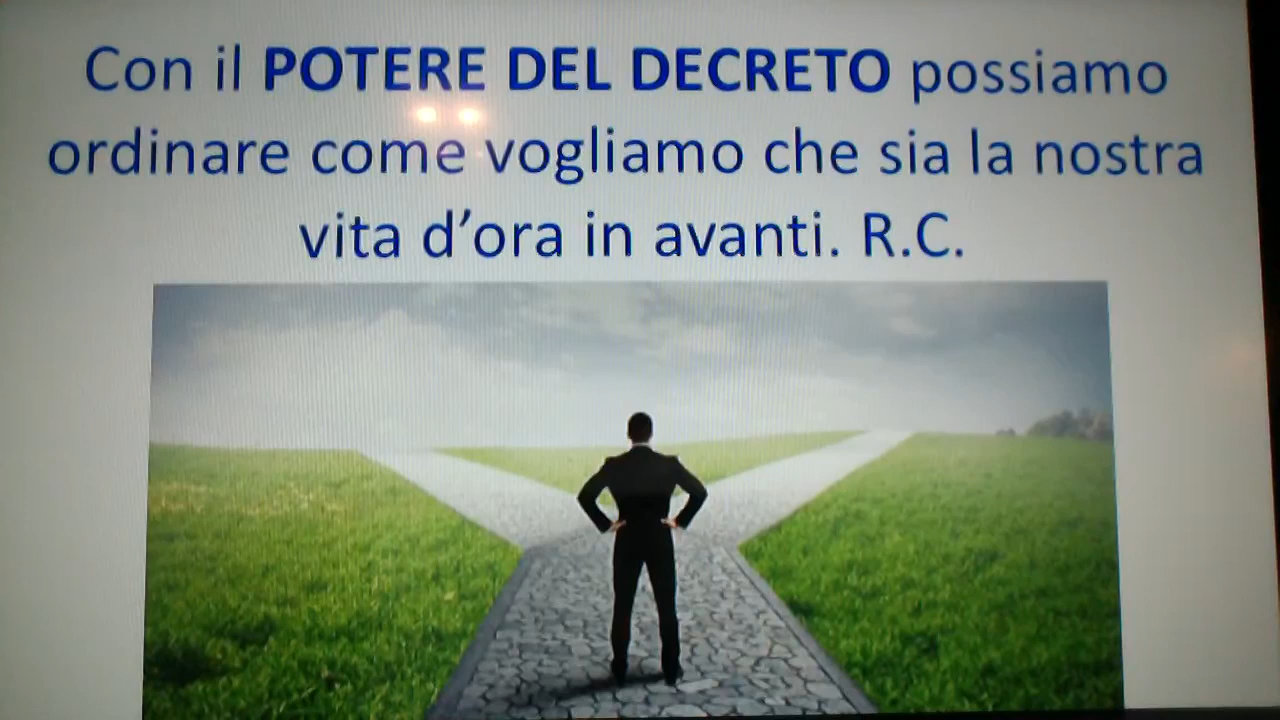 Con il POTERE DEL DECRETO possiamo
ordinare come vogliamo che sia la nostra
vita d’ora in avanti. R.C.